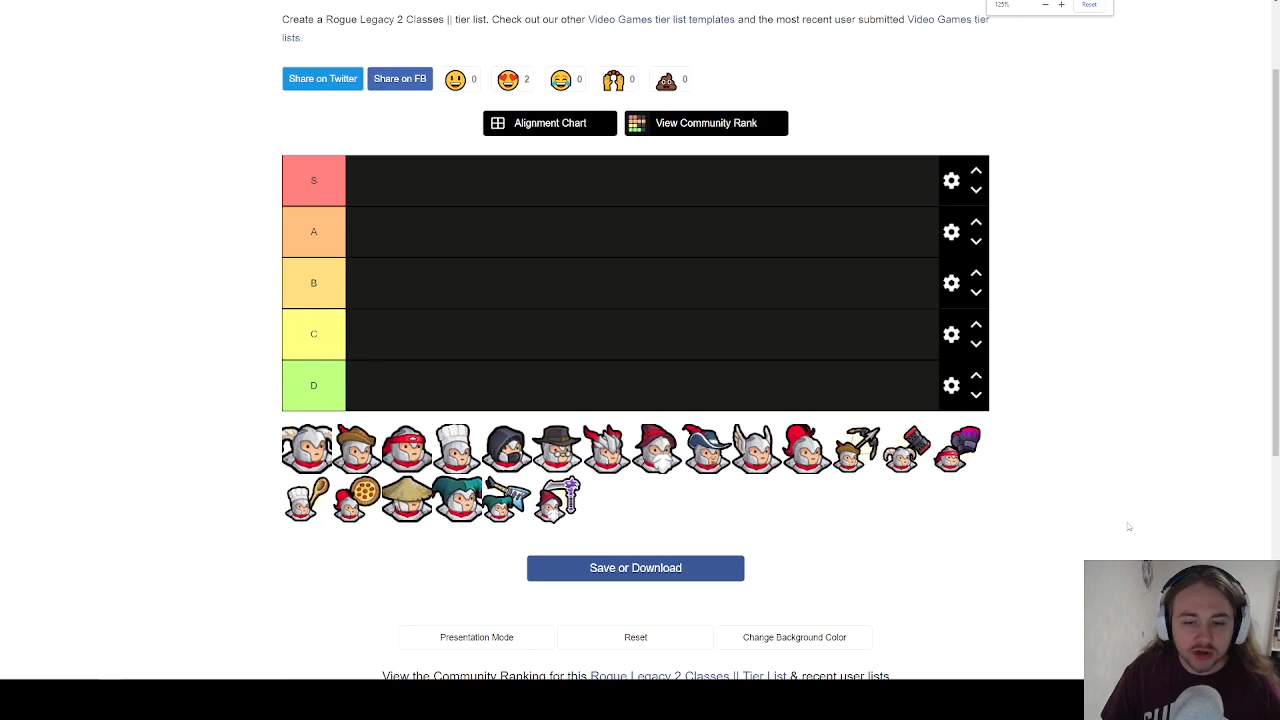 125%
Reset
Create a Rogue Legacy 2 Classes || tier list. Check out our other Video Games tier list templates and the most recent user submitted Video Games tier
lists.
Share on Twitter Share on FB 0 2 0 0 0
Alignment Chart View Community Rank
S
A
B
C
D
Save or Download
Presentation Mode Reset Change Background Color
View the Community Ranking for this Rogue Legacy 2 Classes || Tier List & recent user lists